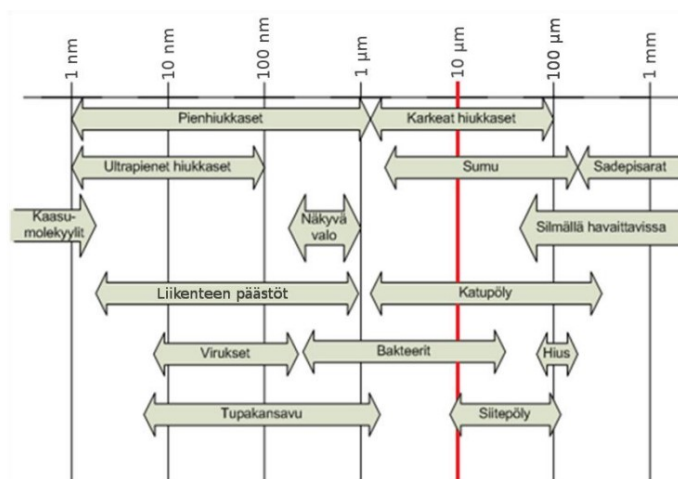 1 nm
10 nm
100 nm
1 µm
10 µm
100 µm
1 mm
Pienhiukkaset
Karkeat hiukkaset
Ultrapienet hiukkaset
Sumu
Sadepisarat
Kaasu-
molekyylit
Näkyvä
valo
Silmällä havaittavissa
Liikenteen päästöt
Katupöly
Virukset
Bakteerit
Hius
Tupakansavu
Siitepöly